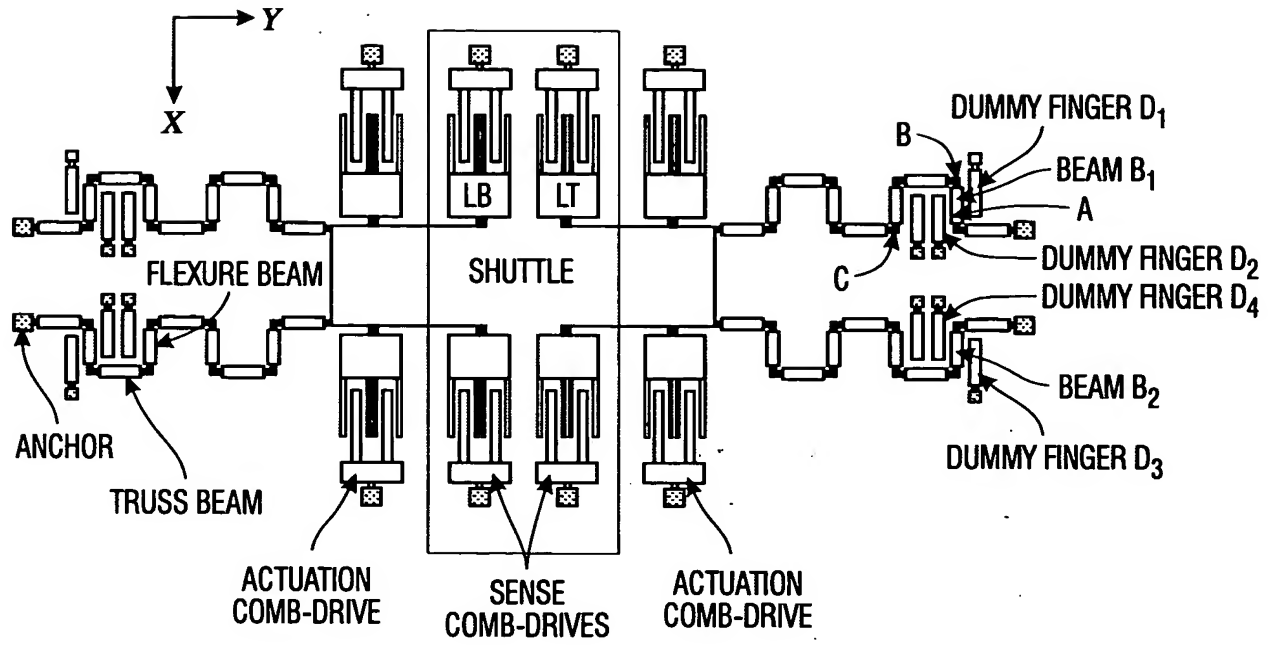 Y
X
DUMMY FINGER D1
B
BEAM B1
A
LB
LT
FLEXURE BEAM
SHUTTLE
C
DUMMY FINGER D2
DUMMY FINGER D4
BEAM B2
ANCHOR
TRUSS BEAM
DUMMY FINGER D3
ACTUATION
COMB-DRIVE
SENSE
COMB-DRIVES
ACTUATION
COMB-DRIVE